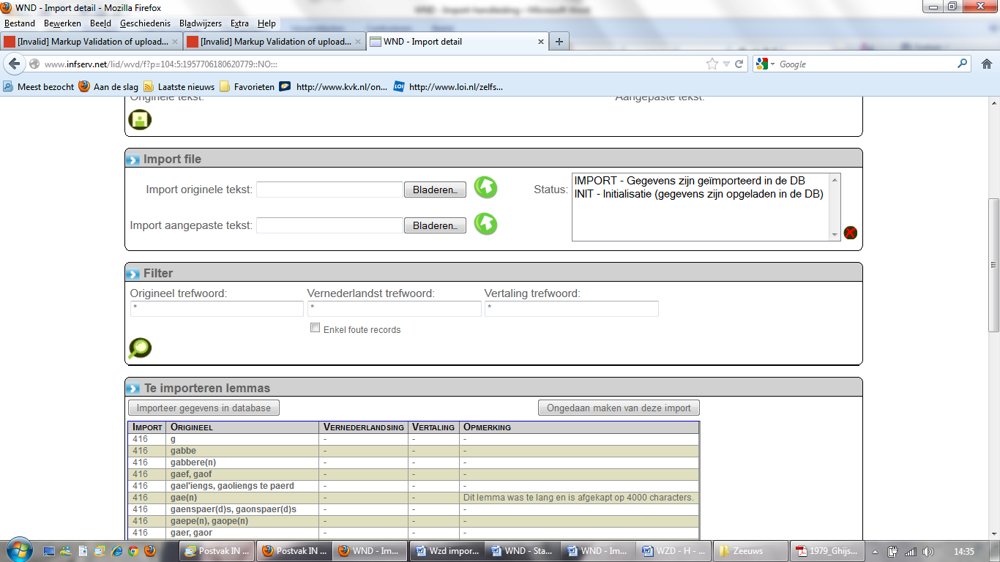 WND - Import detail - Mozilla Firefox
Bestand Bewerken Beeld Geschiedenis Bladwijzers Extra Help
[Invalid] Markup Validation of upload... [Invalid] Markup Validation of upload... WND - Import detail
www.infserv.net/lid/wvd/f?p=104:5:1957706180620779::NO::: Google
Meest bezocht Aan de slag Laatste nieuws Favorieten http://www.kvk.nl/on... LOI http://www.loi.nl/zelfs...
Originele tekst: Aangepaste tekst:
Import file
Import originele tekst: Bladeren... Status: IMPORT - Gegevens zijn geïmporteerd in de DB
INIT - Initialisatie (gegevens zijn opgeladen in de DB)
Import aangepaste tekst: Bladeren...
Filter
Origineel trefwoord: Vernederlandst trefwoord: Vertaling trefwoord:
* * *
Enkel foute records
Te importeren lemmas
Importeer gegevens in database Ongedaan maken van deze import
IMPORT ORIGINEEL VERNEDERLANDSING VERTALING OPMERKING
416 g - - -
416 gabbe - - -
416 gabbere(n) - - -
416 gaef, gaof - - -
416 gael'iengs, gaoliengs te paerd - - -
416 gae(n) - - Dit lemma was te lang en is afgekapt op 4000 characters.
416 gaenspaer(d)s, gaonspaer(d)s - - -
416 gaepe(n), gaope(n) - - -
416 gaer, gaor - - -
Postvak IN ... Postvak IN ... WND - Im... Wzd impor... WND - Sta... WND - Im... WZD - H - ... Zeeuws 1979_Ghijs... 14:35